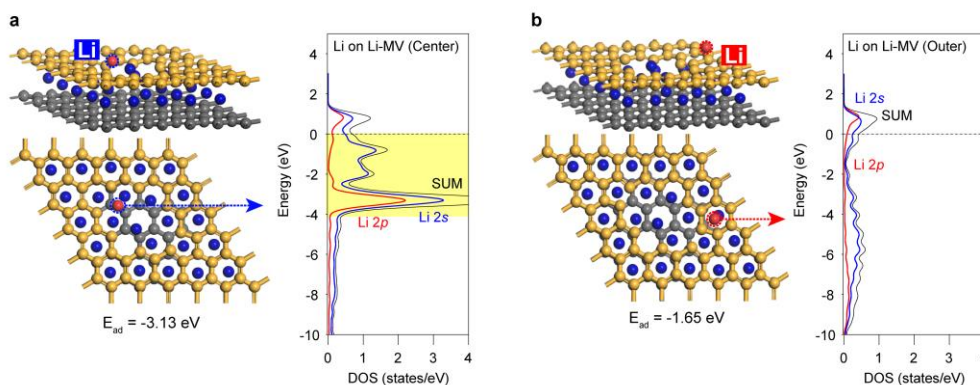 a
Li
E_ad = -3.13 eV
Li on Li-MV (Center)
Energy (eV)
4
2
0
-2
-4
-6
-8
-10
SUM
Li 2p
Li 2s
0 1 2 3 4
DOS (states/eV)
b
Li
E_ad = -1.65 eV
Li on Li-MV (Outer)
Energy (eV)
4
2
0
-2
-4
-6
-8
-10
Li 2s
SUM
Li 2p
0 1 2 3 4
DOS (states/eV)